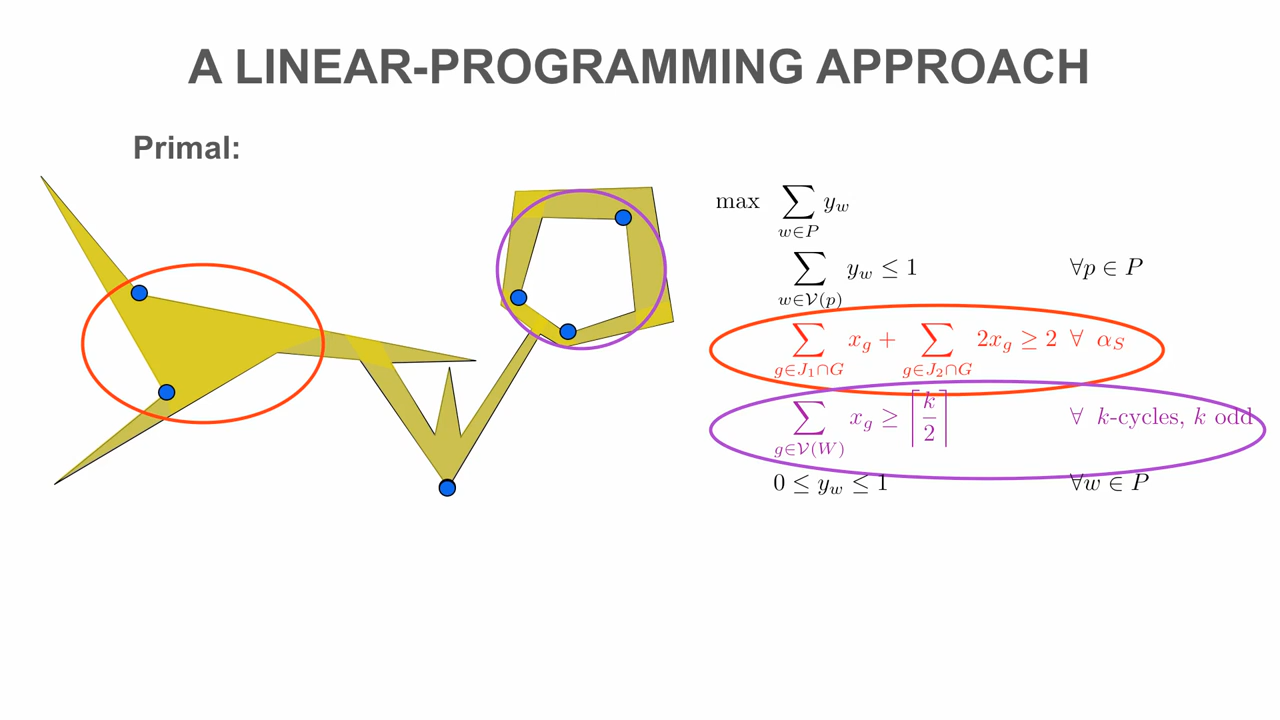 A LINEAR-PROGRAMMING APPROACH
Primal:
max ∑_{w∈P} y_w
∑_{w∈𝒱(p)} y_w ≤ 1 ∀p ∈ P
∑_{g∈J_1∩G} x_g + ∑_{g∈J_2∩G} 2x_g ≥ 2 ∀ α_S
∑_{g∈𝒱(W)} x_g ≥ ⌈k/2⌉ ∀ k-cycles, k odd
0 ≤ y_w ≤ 1 ∀w ∈ P